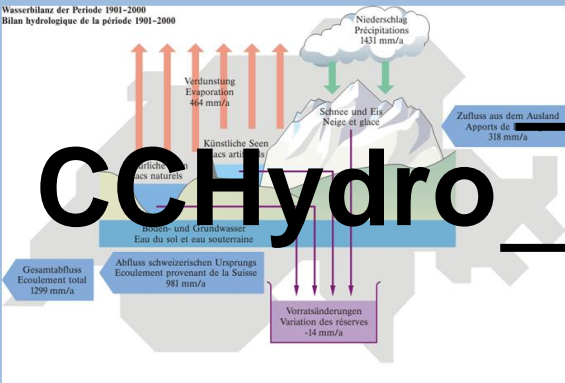 Wasserbilanz der Periode 1901-2000
Bilan hydrologique de la période 1901-2000
Niederschlag
Précipitations
1431 mm/a
Verdunstung
Evaporation
464 mm/a
Schnee und Eis
Neige et glace
Zufluss aus dem Ausland
Apports de
318 mm/a
Künstliche Seen
CCHydro_
Boden- und Grundwasser
Eau du sol et eau souterraine
Gesamtabfluss
Ecoulement total
1299 mm/a
Abfluss schweizerischen Ursprungs
Ecoulement provenant de la Suisse
981 mm/a
Vorratsänderungen
Variation des réserves
-14 mm/a